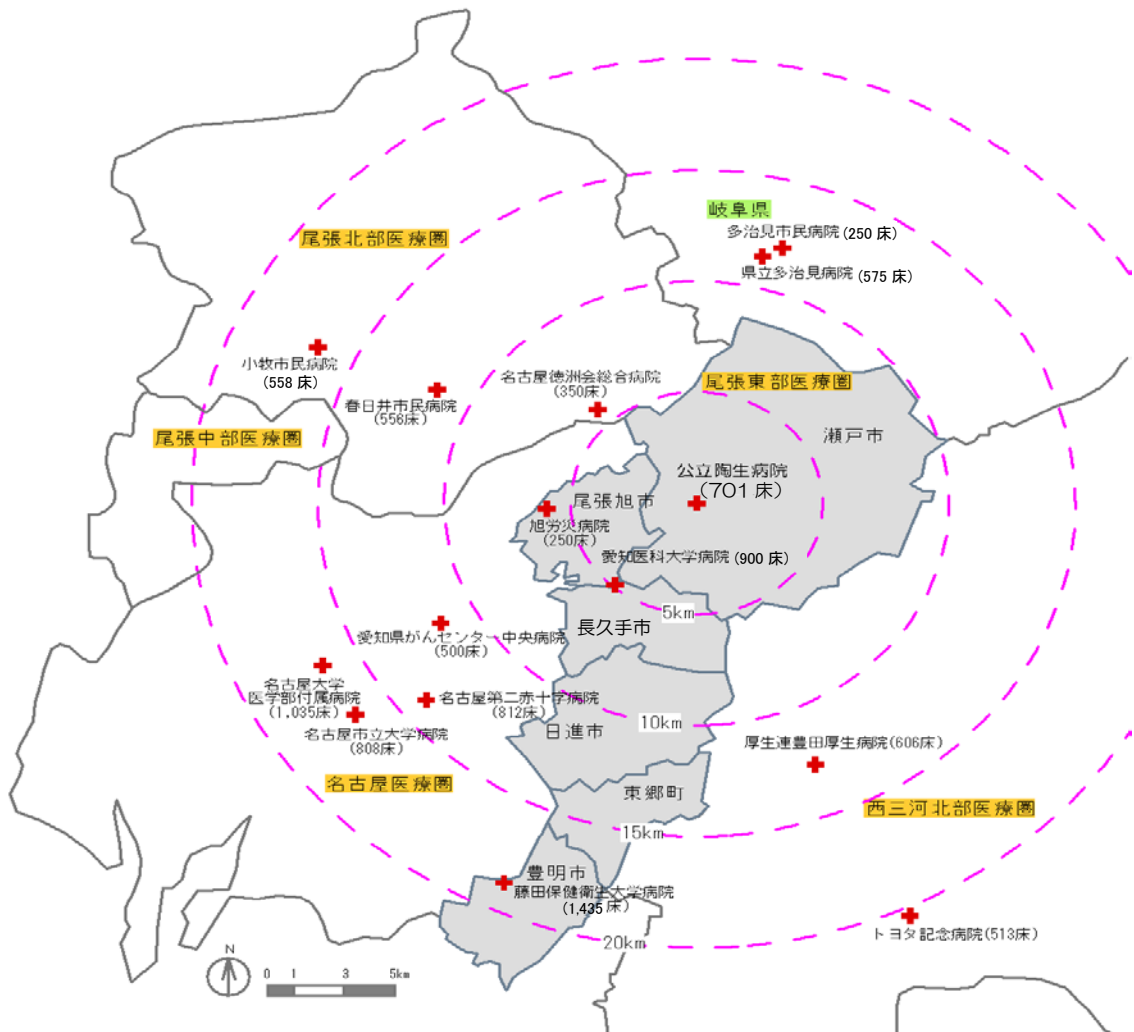 岐阜県
多治見市民病院 (250 床)
県立多治見病院 (575 床)
尾張北部医療圏
小牧市民病院
(558 床)
春日井市民病院
(556床)
名古屋徳洲会総合病院
(350床)
尾張東部医療圏
尾張中部医療圏
瀬戸市
公立陶生病院
(701 床)
尾張旭市
旭労災病院
(250床)
愛知医科大学病院 (900 床)
5km
長久手市
愛知県がんセンター中央病院
(500床)
名古屋大学
医学部付属病院
(1.035床)
名古屋第二赤十字病院
(812床)
名古屋市立大学病院
(808床)
10km
日進市
厚生連豊田厚生病院(606床)
名古屋医療圏
東郷町
西三河北部医療圏
15km
豊明市
藤田保健衛生大学病院
(1,435 床)
トヨタ記念病院(513床)
20km
N
0 1 3 5km